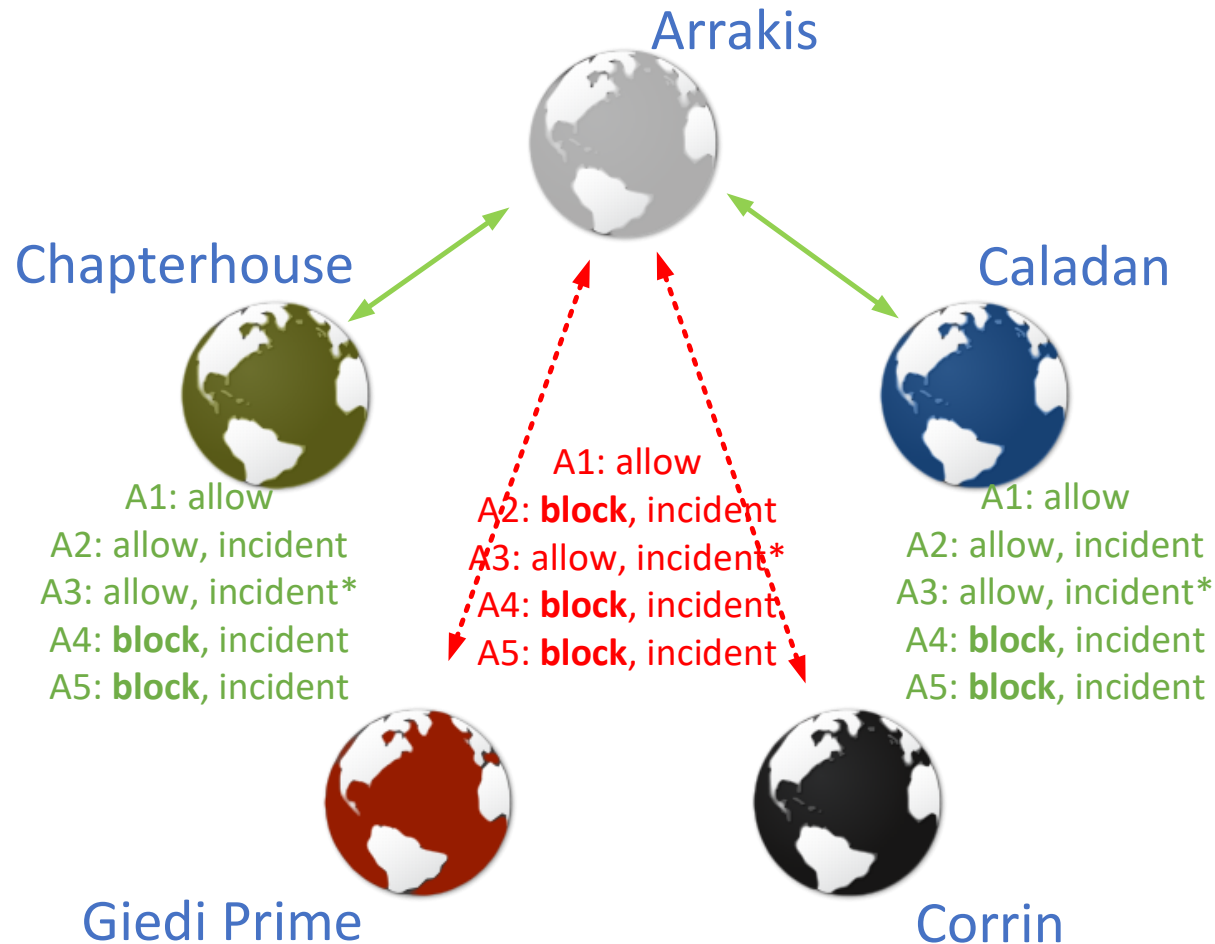 Arrakis
Chapterhouse
Caladan
A1: allow
A2: allow, incident
A3: allow, incident*
A4: block, incident
A5: block, incident
A1: allow
A2: block, incident
A3: allow, incident*
A4: block, incident
A5: block, incident
A1: allow
A2: allow, incident
A3: allow, incident*
A4: block, incident
A5: block, incident
Giedi Prime
Corrin